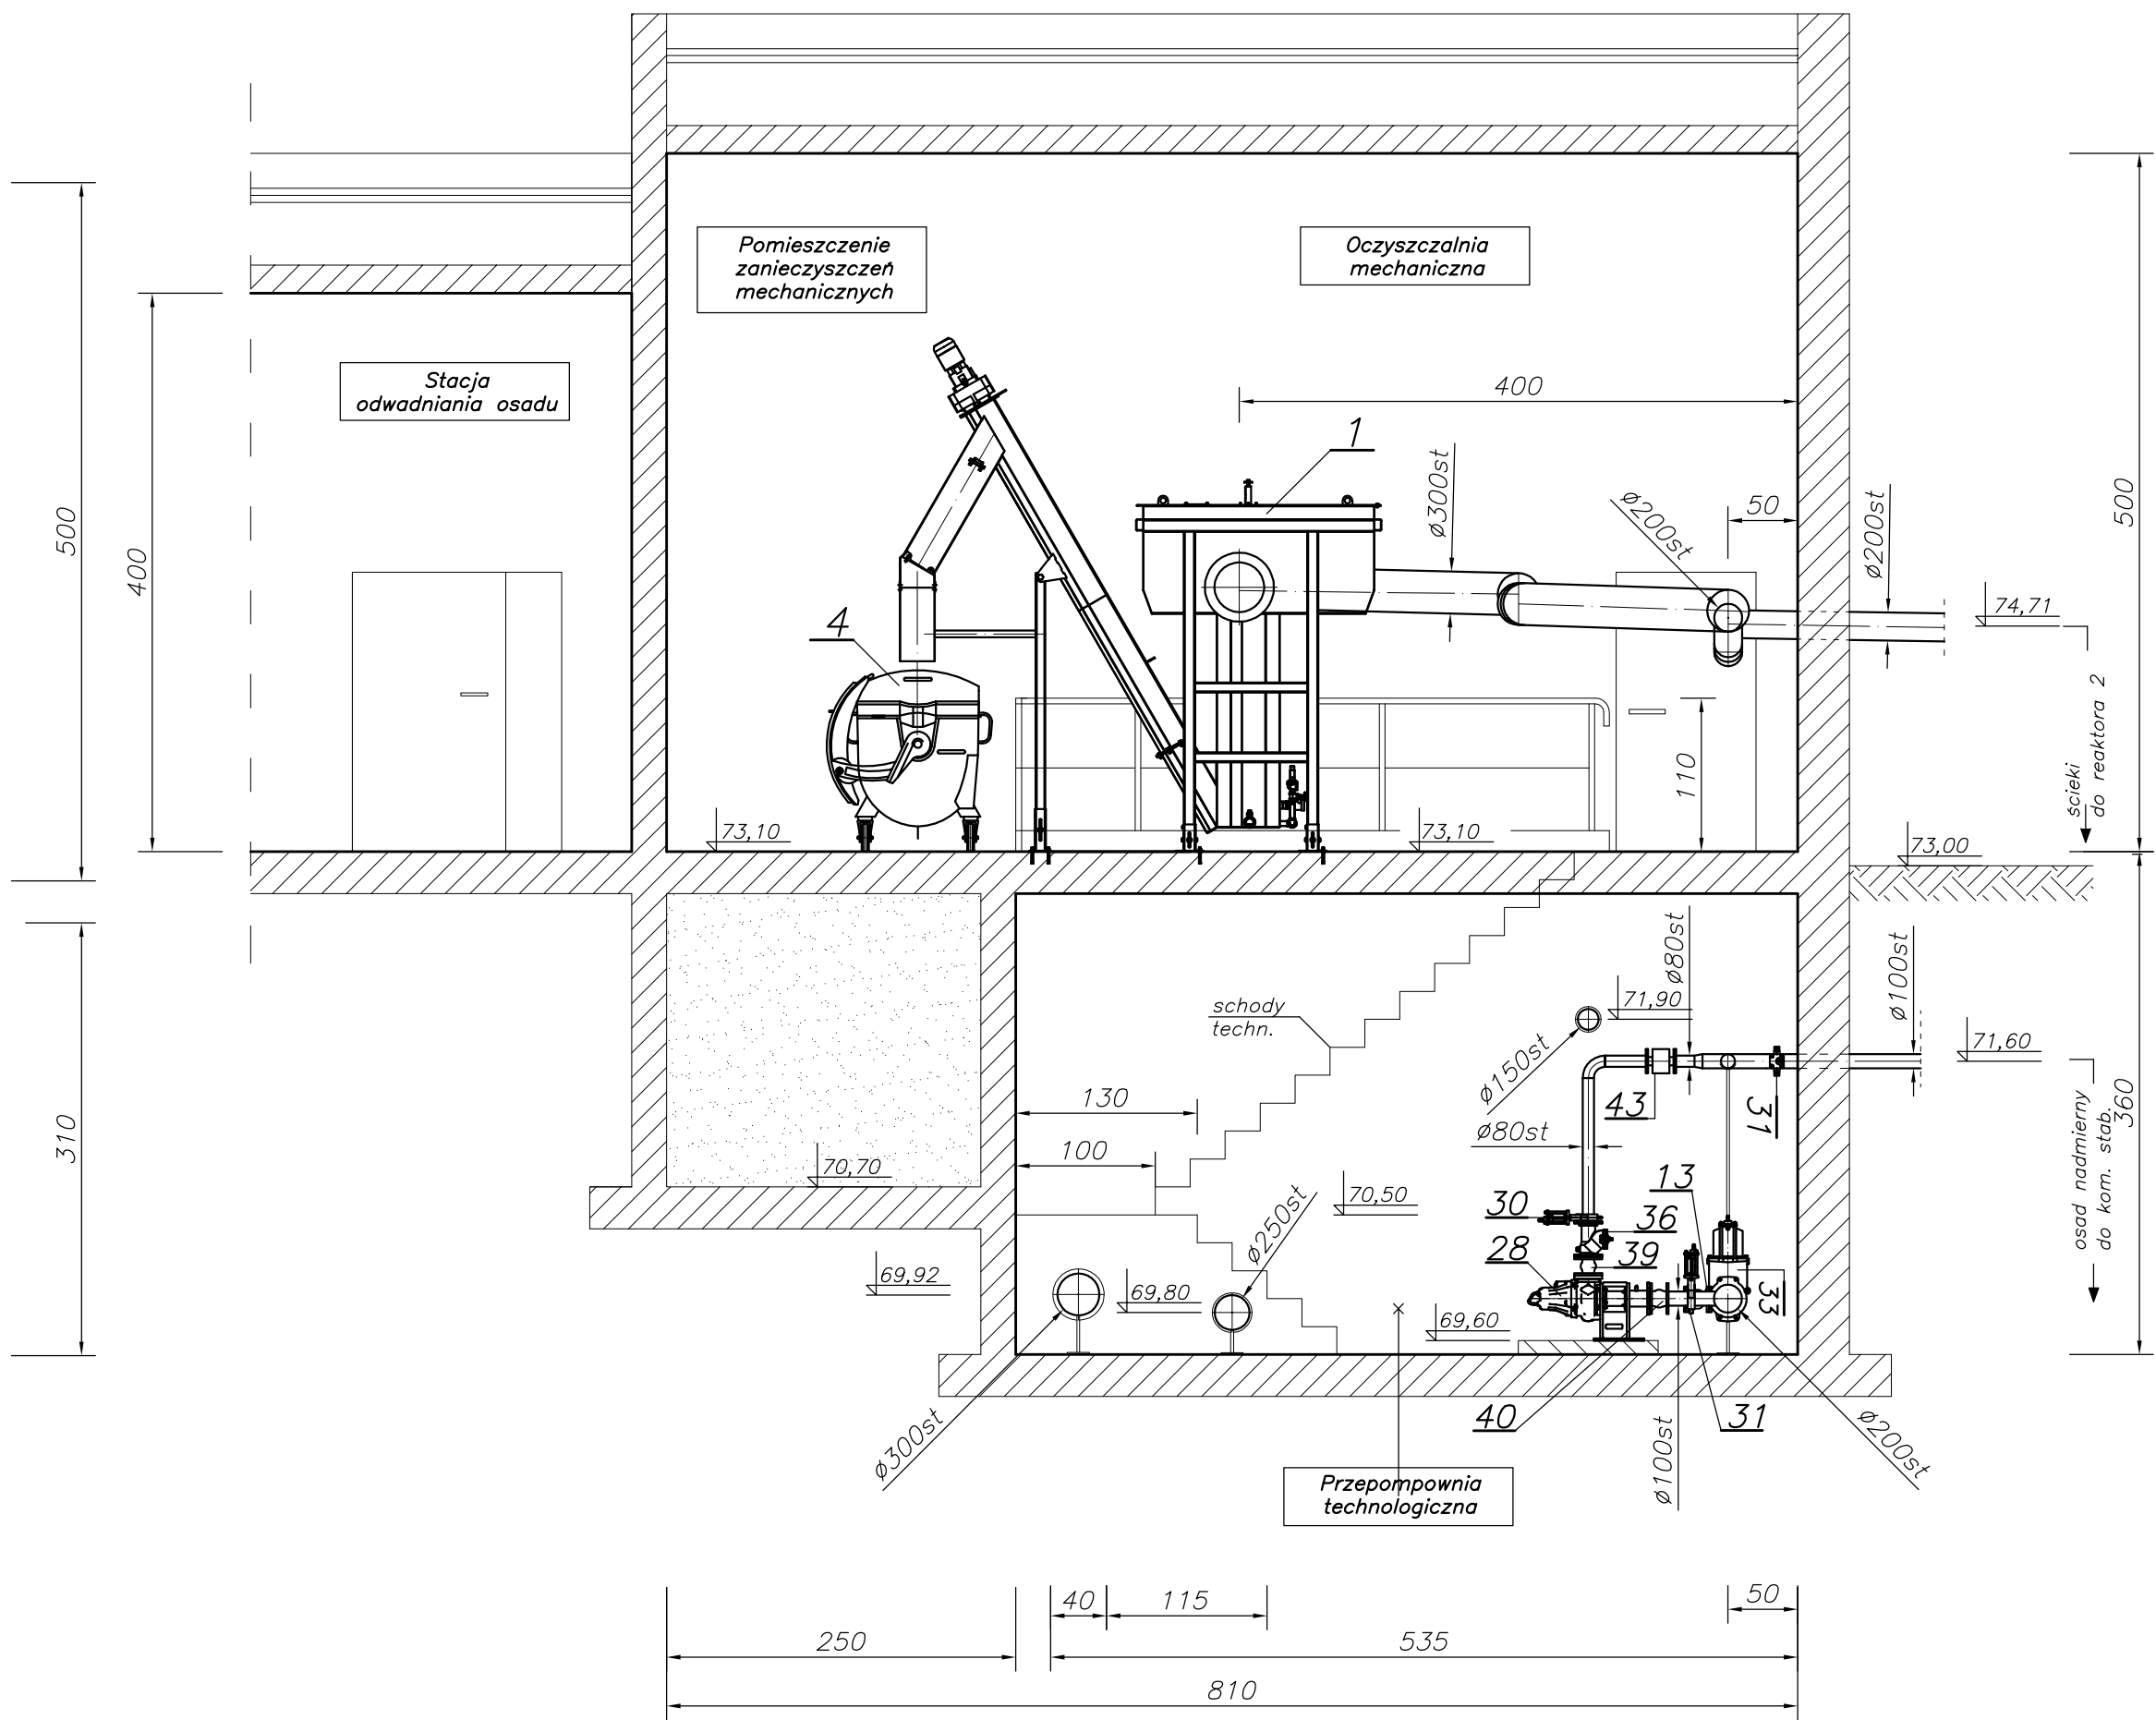 Pomieszczenie
zanieczyszczeń
mechanicznych
Oczyszczalnia
mechaniczna
Stacja
odwadniania osadu
400
1
500
400
ø300st
ø200st
50
ø200st
500
74,71
4
110
ścieki
do reaktora 2
73,10
73,10
73,00
ø80st
ø100st
schody
techn.
71,90
71,60
ø150st
130
43
31
360
310
ø80st
100
70,70
13
osad nadmierny
do kom. stab.
70,50
30
36
ø250st
28
39
69,92
69,80
33
69,60
40
31
ø300st
ø100st
ø200st
Przepompownia
technologiczna
40
115
50
250
535
810